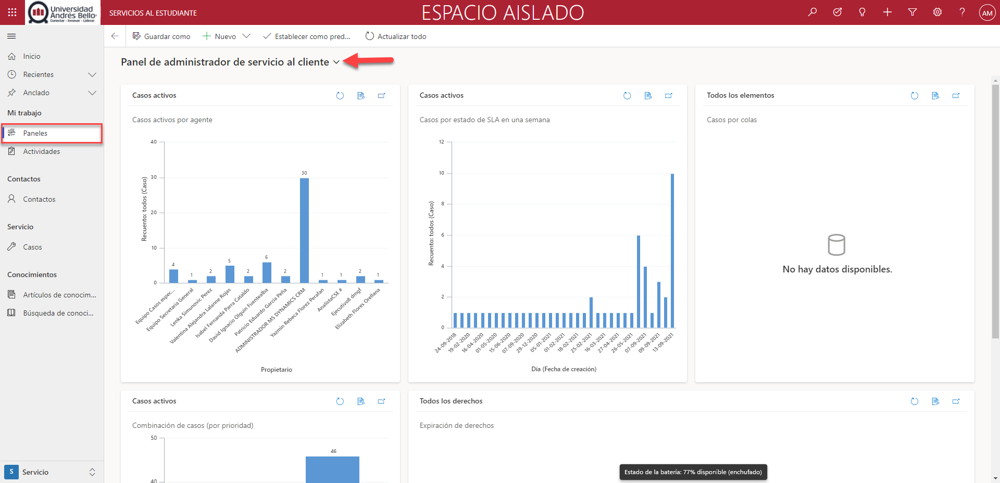 Universidad
Andrés Bello
Conectar - Innovar - Liderar
SERVICIOS AL ESTUDIANTE
ESPACIO AISLADO
AM
Guardar como
Nuevo
Establecer como pred...
Actualizar todo
Inicio
Recientes
Anclado
Mi trabajo
Paneles
Actividades
Contactos
Contactos
Servicio
Casos
Conocimientos
Artículos de conocim...
Búsqueda de conoci...
S
Servicio
Panel de administrador de servicio al cliente
Casos activos
Casos activos por agente
Recuento: todos (Caso)
40
30
20
10
0
4
1
2
5
2
6
2
30
1
1
2
1
Equipo Casos espec...
Equipo Secretaría General
Lenka Simunovic Perez
Valentina Alejandra Lalanne Rojas
Isabel Fernanda Parra Cataldo
David Ignacio Olguin Fuentealba
Patricio Eduardo Garcia Peña
ADMINISTRADOR MS DYNAMICS CRM
Yazmin Rebeca Florez Perafan
AnalistaCSE #
Ejecutivo8 dmgf
Elizabeth Flores Orellana
Propietario
Casos activos
Casos por estado de SLA en una semana
Recuento: todos (Caso)
12
10
8
6
4
2
0
24-09-2018
19-02-2020
16-04-2020
01-05-2020
15-06-2020
07-09-2020
29-12-2020
05-01-2021
01-02-2021
18-02-2021
25-02-2021
16-03-2021
27-04-2021
26-05-2021
07-09-2021
09-09-2021
13-09-2021
Día (Fecha de creación)
Todos los elementos
Casos por colas
No hay datos disponibles.
Casos activos
Combinación de casos (por prioridad)
50
46
40
Todos los derechos
Expiración de derechos
Estado de la batería: 77% disponible (enchufado)